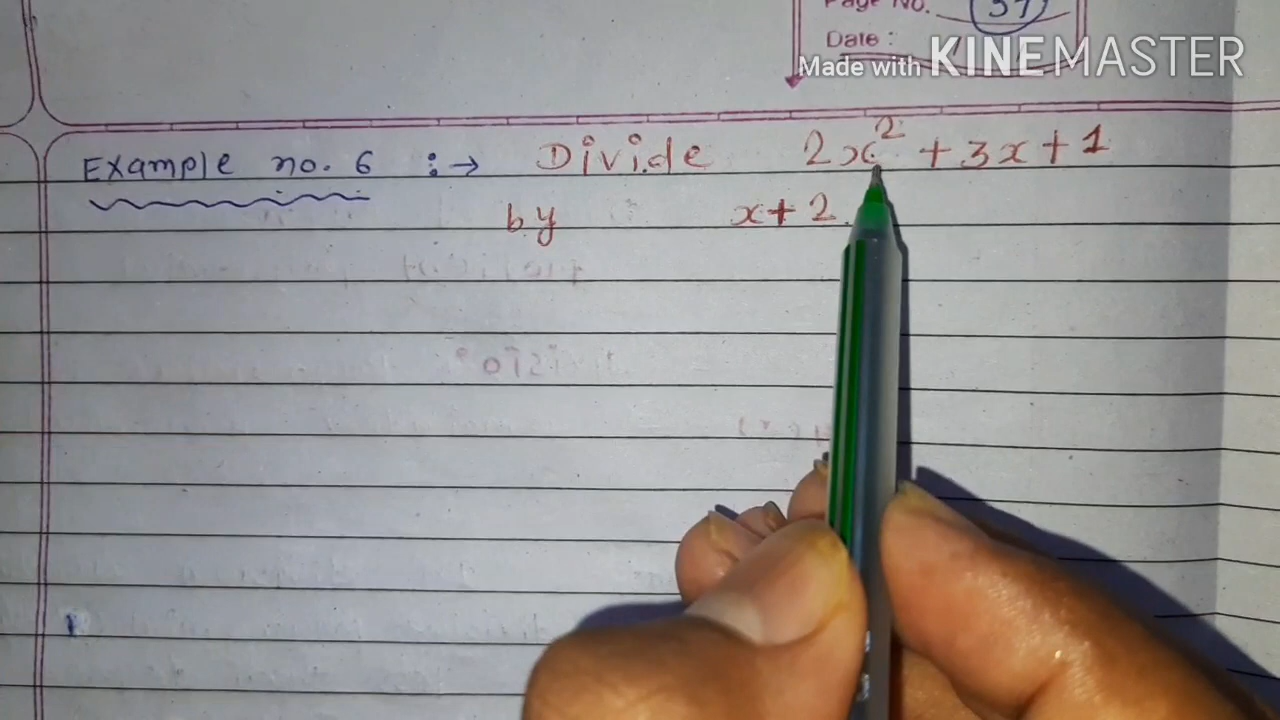 Page No. 37
Date :
Made with KINEMASTER
Example no. 6 :→ Divide 2x² + 3x + 1
by x + 2